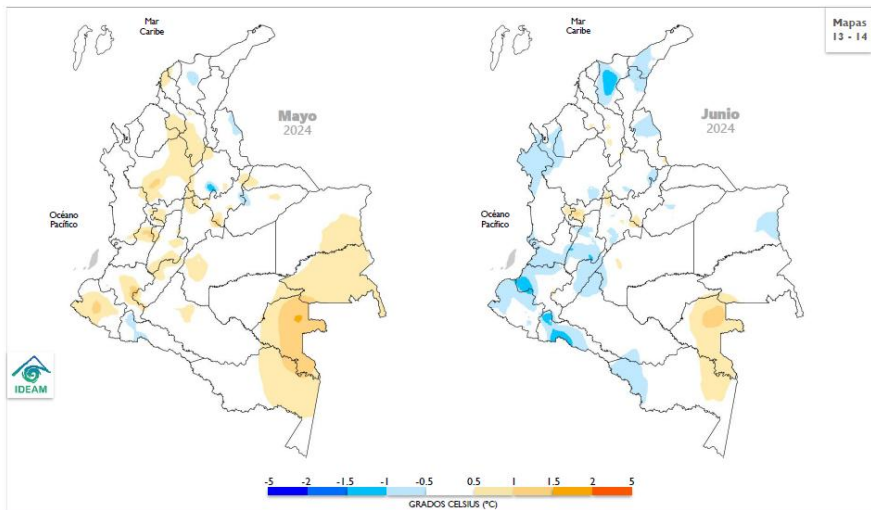 Mar
Caribe
Mapas
13 - 14
Mar
Caribe
Mayo
2024
Junio
2024
Océano
Pacífico
Océano
Pacífico
IDEAM
-5 -2 -1.5 -1 -0.5 0.5 1 1.5 2 5
GRADOS CELSIUS (°C)